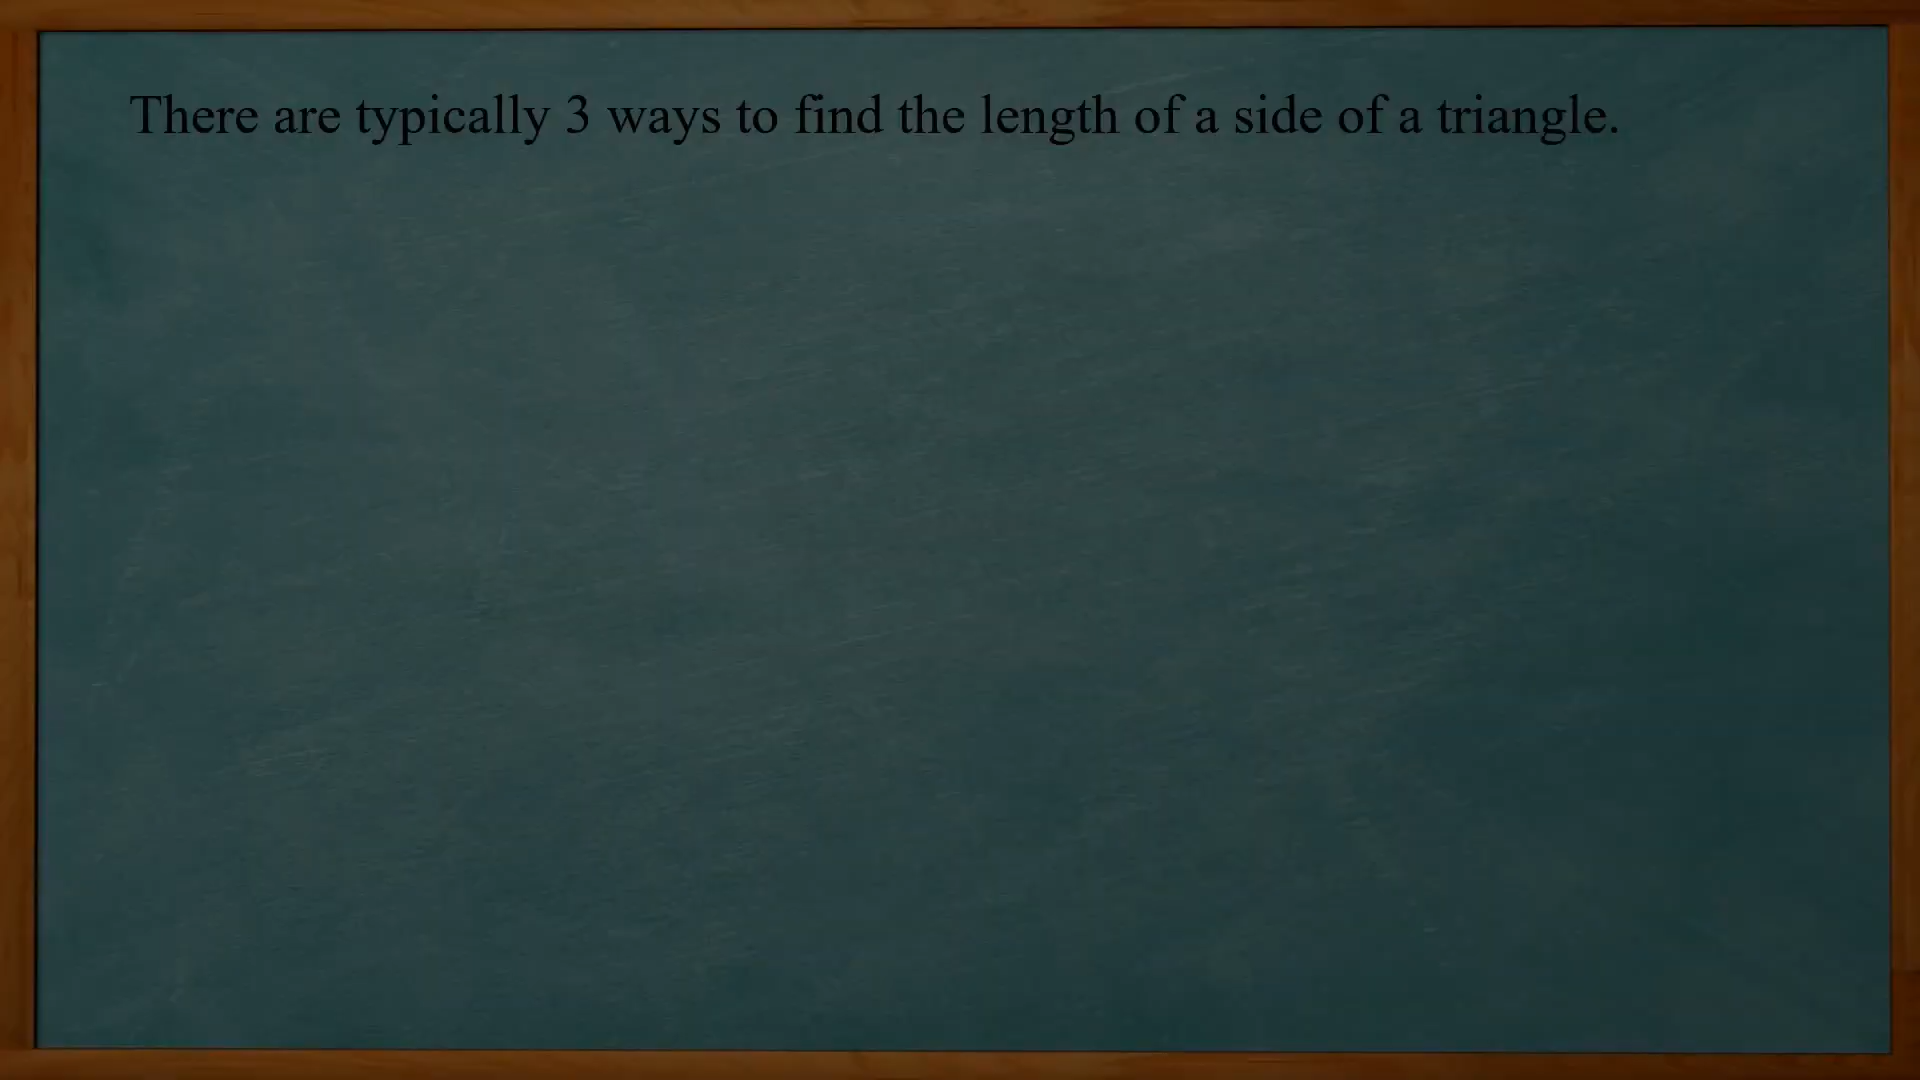 There are typically 3 ways to find the length of a side of a triangle.